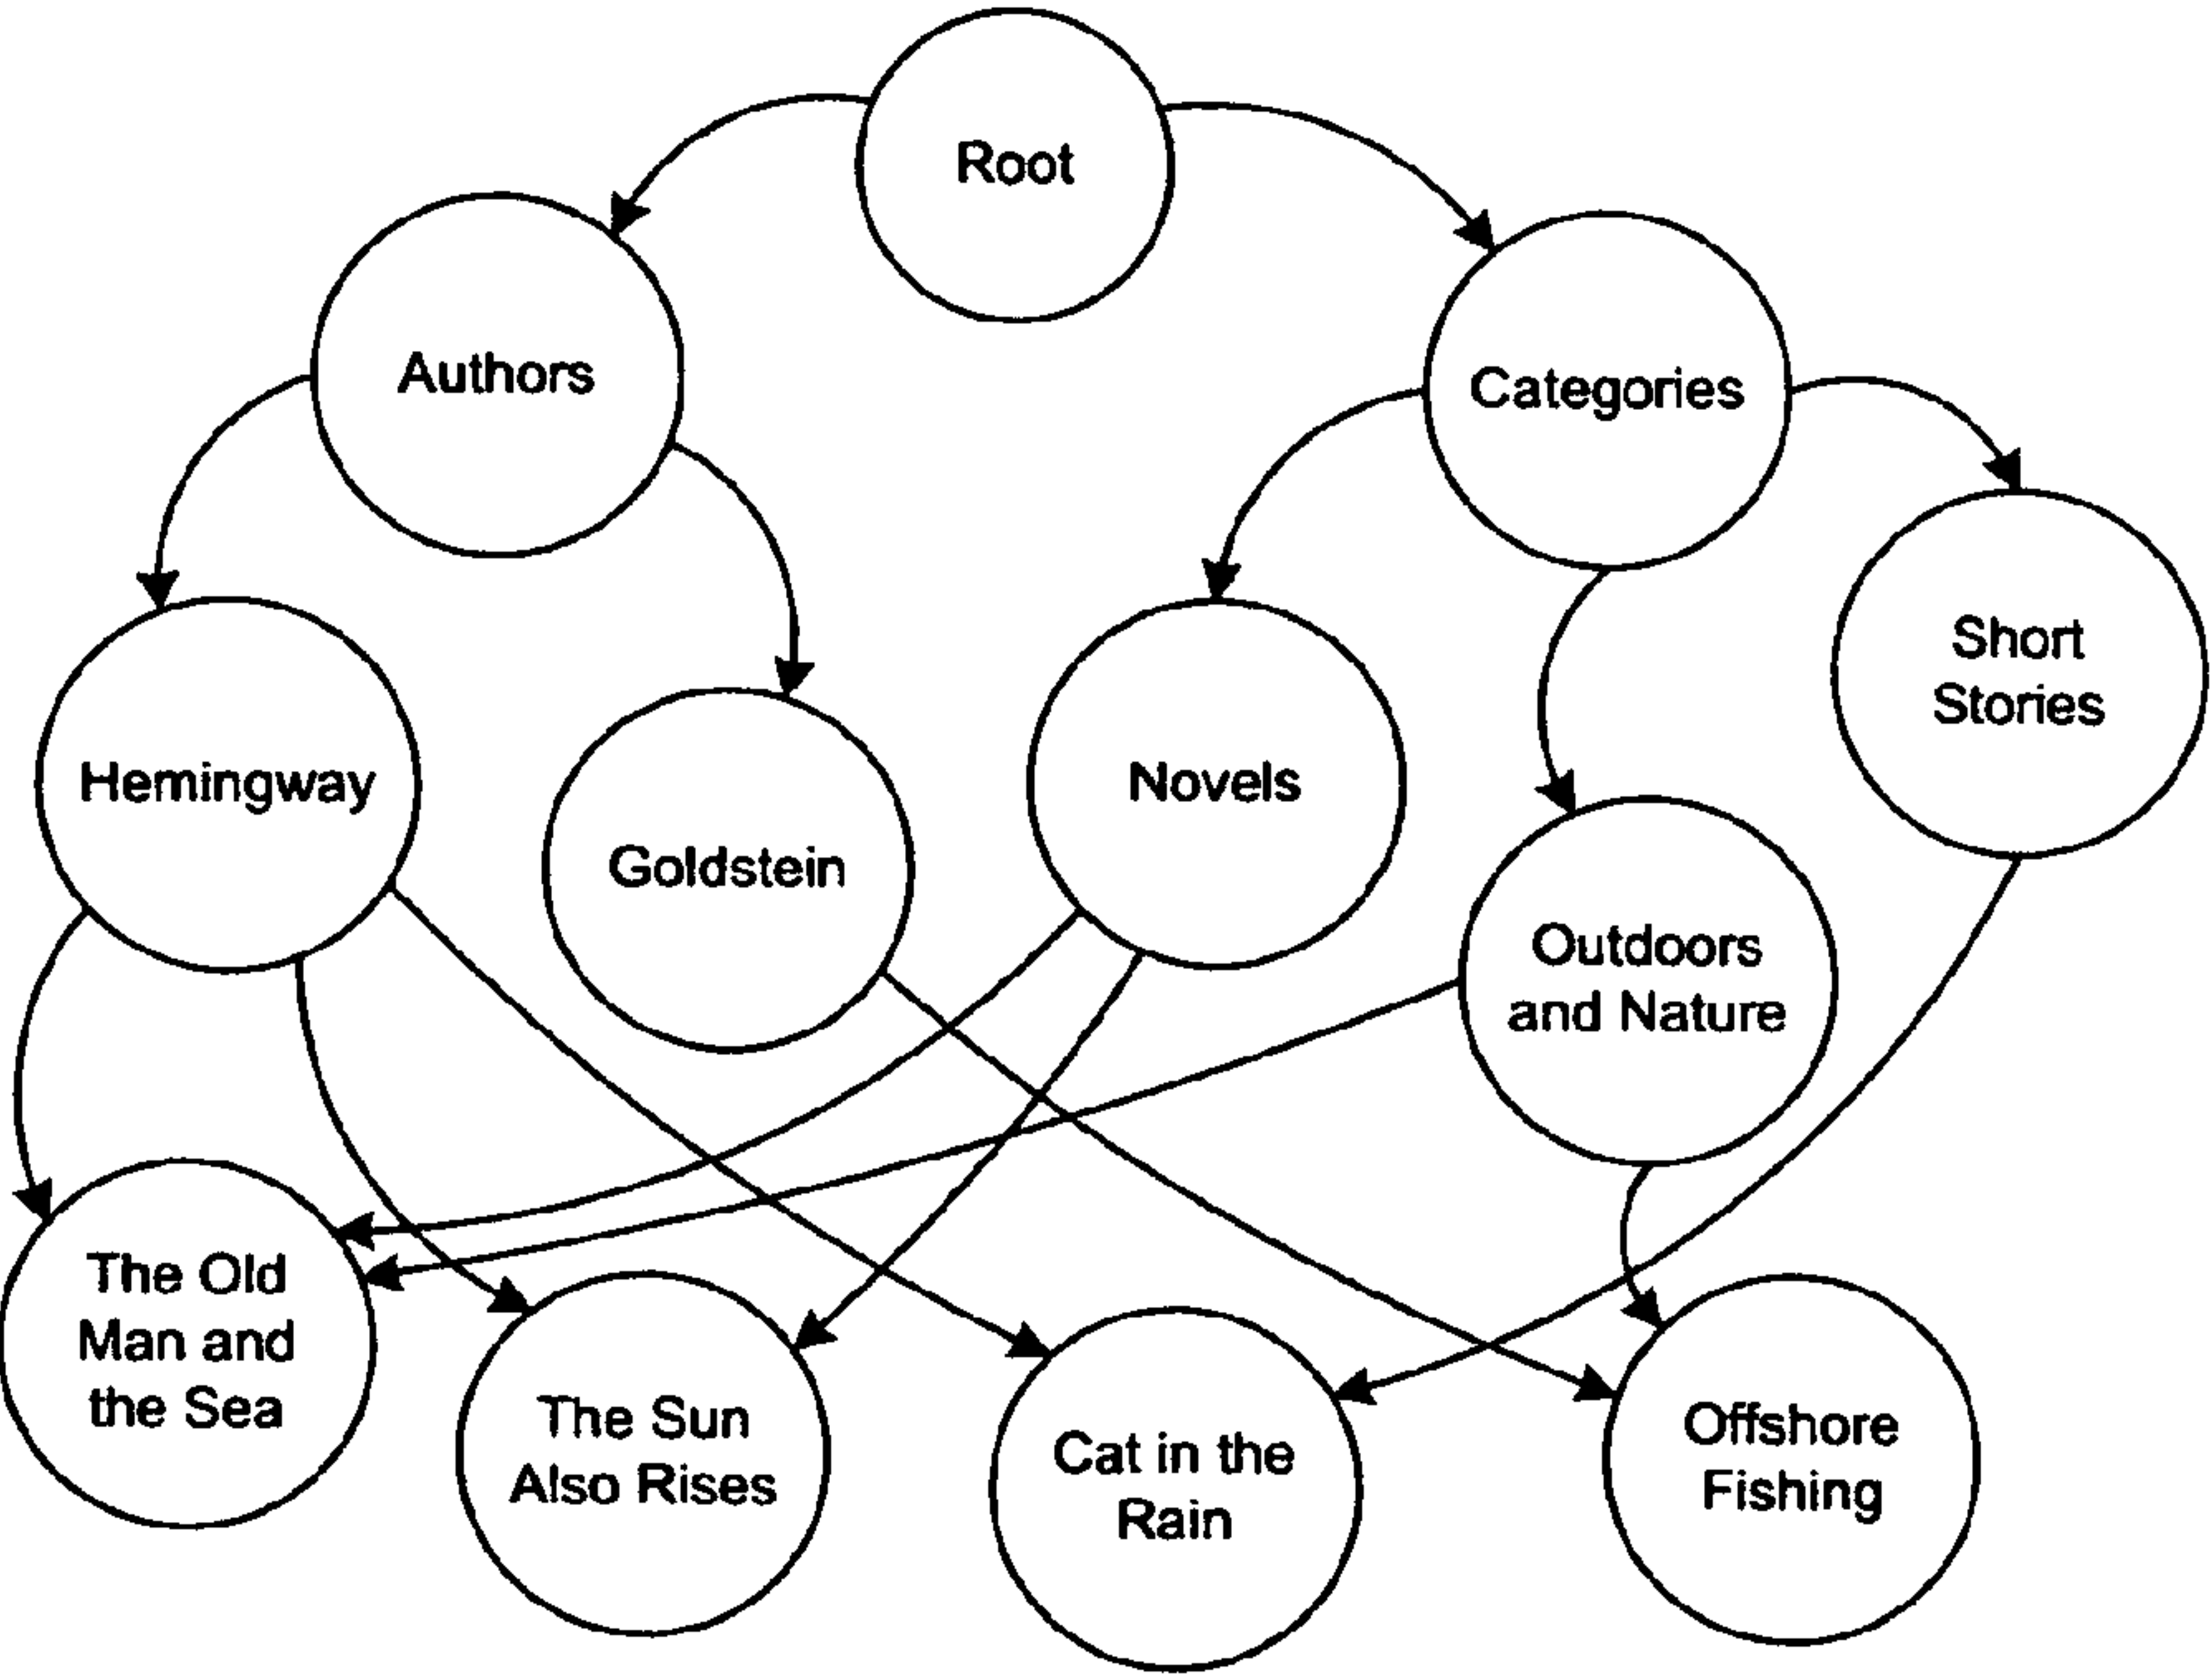 Root
Authors
Categories
Short
Stories
Hemingway
Goldstein
Novels
Outdoors
and Nature
The Old
Man and
the Sea
The Sun
Also Rises
Cat in the
Rain
Offshore
Fishing